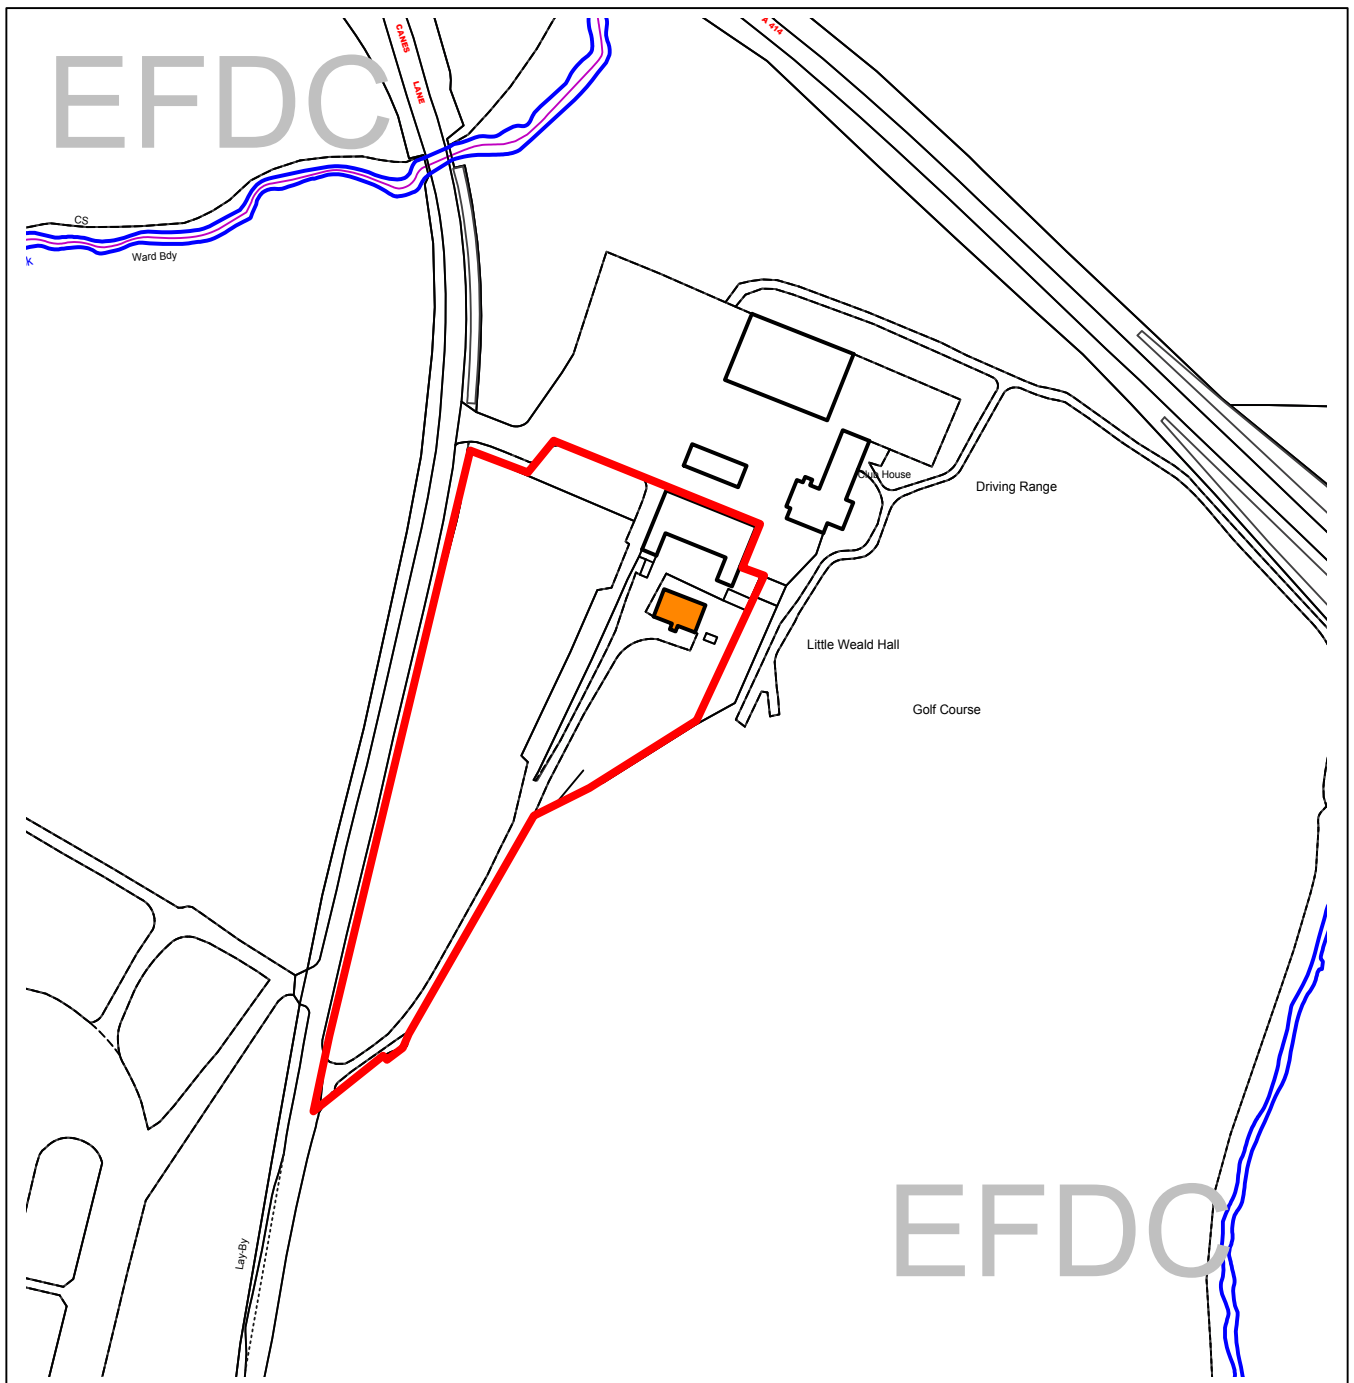 EFDC
CANES
LANE
A 414
CS
Ward Bdy
k
Club House
Driving Range
Little Weald Hall
Golf Course
EFDC
Lay-By